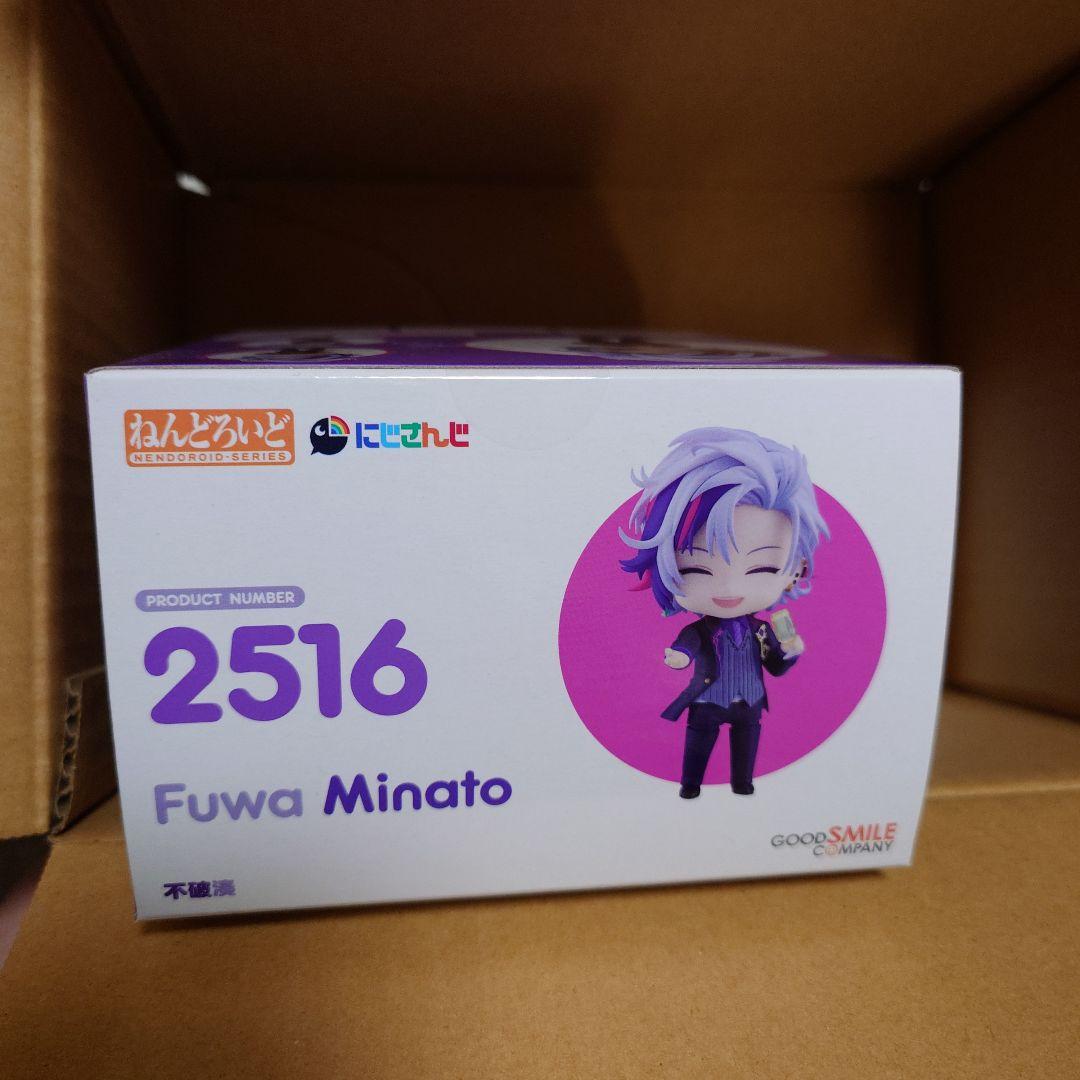 ねんどろいど
NENDOROID-SERIES
にじさんじ
PRODUCT NUMBER
2516
Fuwa Minato
GOOD SMILE
COMPANY
不破湊